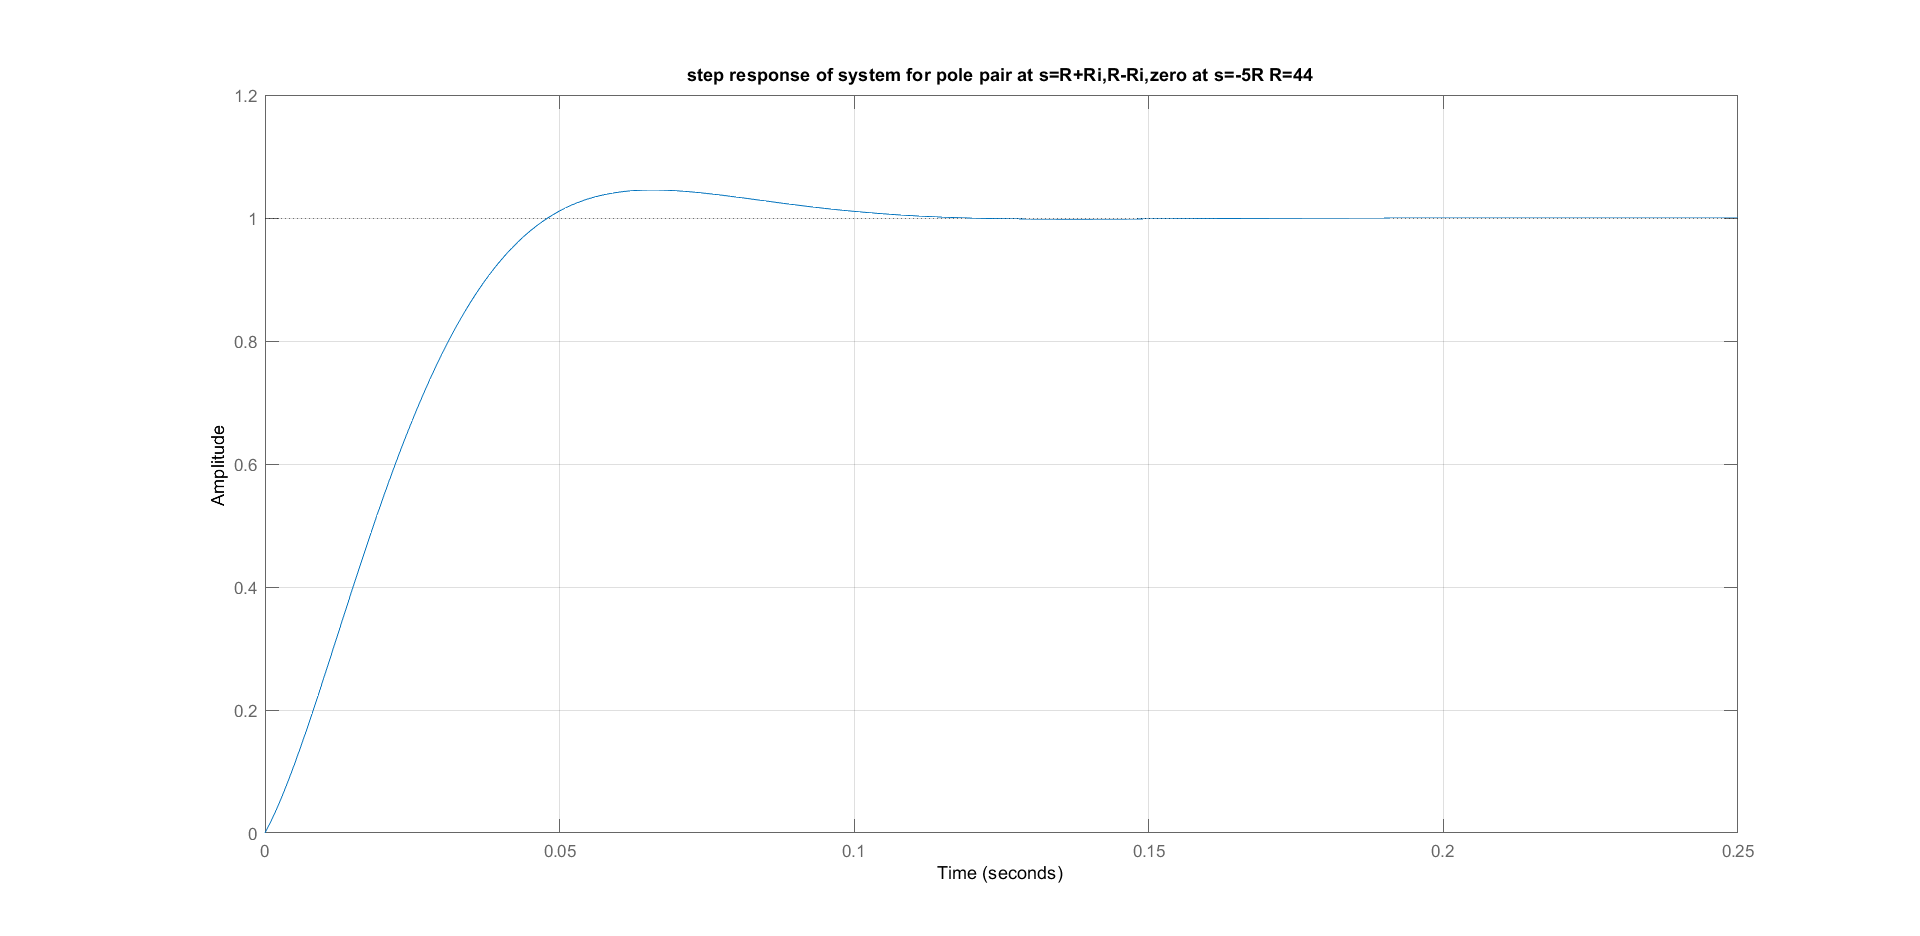 step response of system for pole pair at s=R+Ri,R-Ri,zero at s=-5R R=44
1.2
1
0.8
0.6
0.4
0.2
0
Amplitude
0 0.05 0.1 0.15 0.2 0.25
Time (seconds)